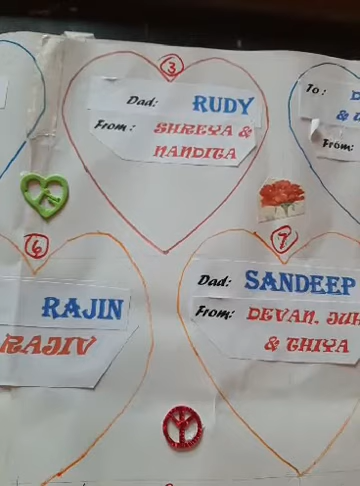 3
Dad: RUDY
From: SHREYA &
NANDITA
To:
&
From:
6
RAJIN
RAJIV
7
Dad: SANDEEP
From: DEVAN,
& THIYA